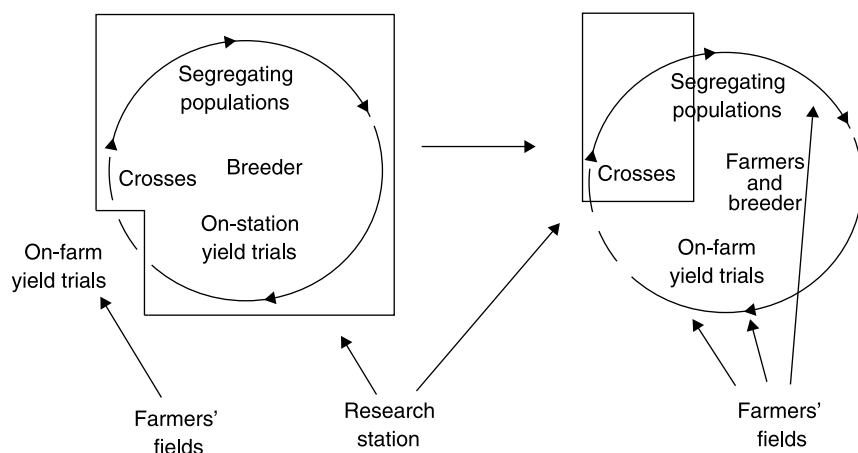 Segregating
populations
Breeder
Crosses
On-station
yield trials
On-farm
yield trials
Farmers’
fields
Research
station
Segregating
populations
Farmers
and
breeder
Crosses
On-farm
yield trials
Farmers’
fields